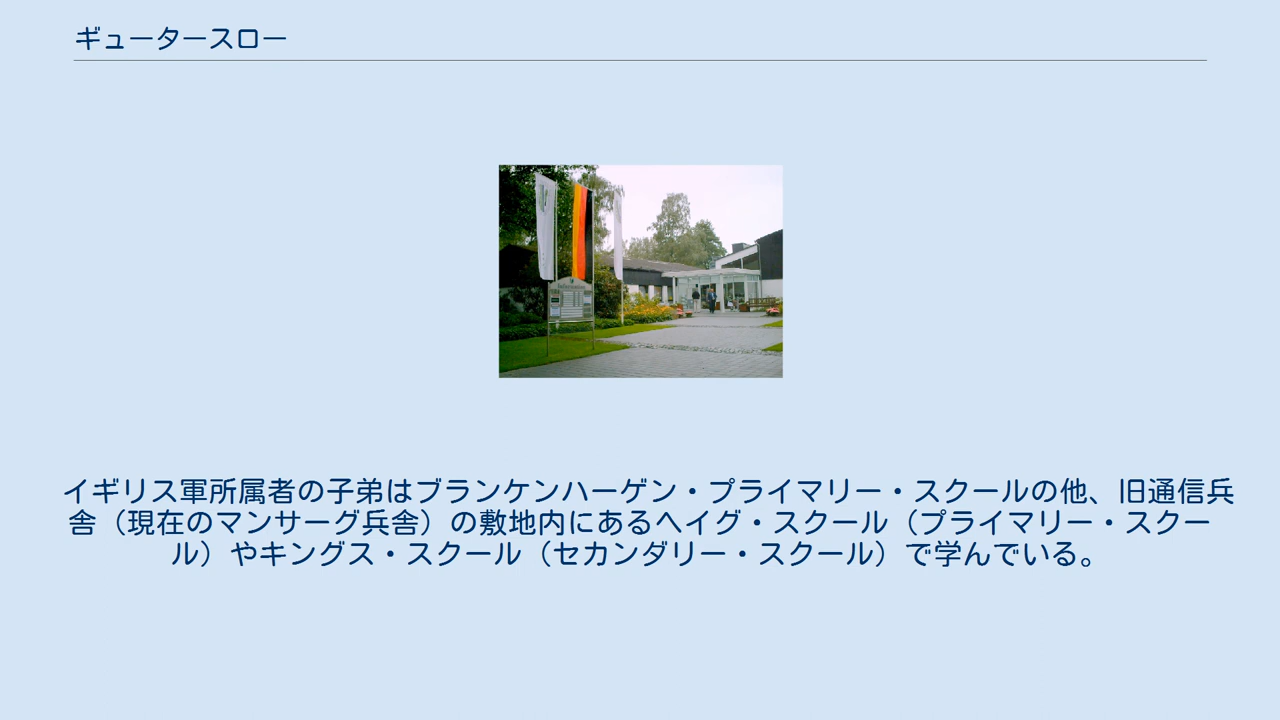 ギュータースロー
イギリス軍所属者の子弟はブランケンハーゲン・プライマリー・スクールの他、旧通信兵
舎（現在のマンサーグ兵舎）の敷地内にあるヘイグ・スクール（プライマリー・スクー
ル）やキングス・スクール（セカンダリー・スクール）で学んでいる。